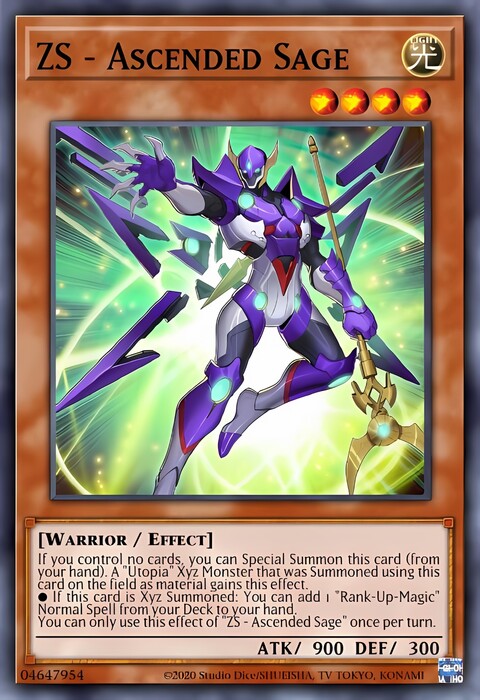 ZS - Ascended Sage
LIGHT
光
[Warrior / Effect]
If you control no cards, you can Special Summon this card (from
your hand). A "Utopia" Xyz Monster that was Summoned using this
card on the field as material gains this effect.
● If this card is Xyz Summoned: You can add 1 "Rank-Up-Magic"
Normal Spell from your Deck to your hand.
You can only use this effect of "ZS - Ascended Sage" once per turn.
ATK/ 900 DEF/ 300
04647954
©2020 Studio Dice/SHUEISHA, TV TOKYO, KONAMI